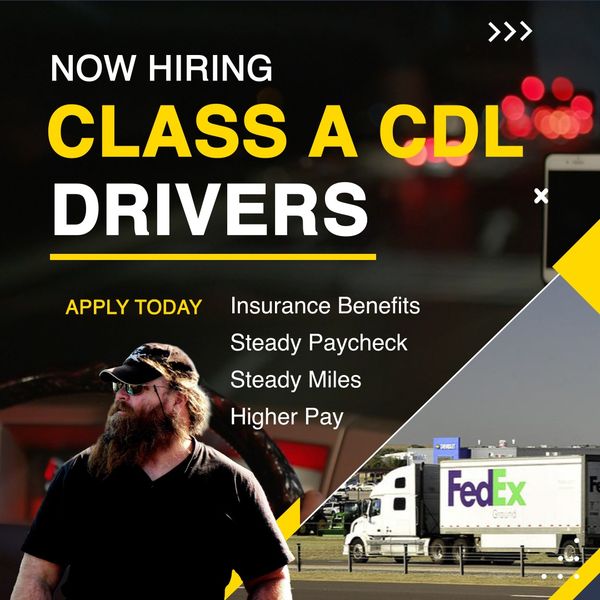 NOW HIRING
CLASS A CDL
DRIVERS
APPLY TODAY
Insurance Benefits
Steady Paycheck
Steady Miles
Higher Pay
FedEx
Ground